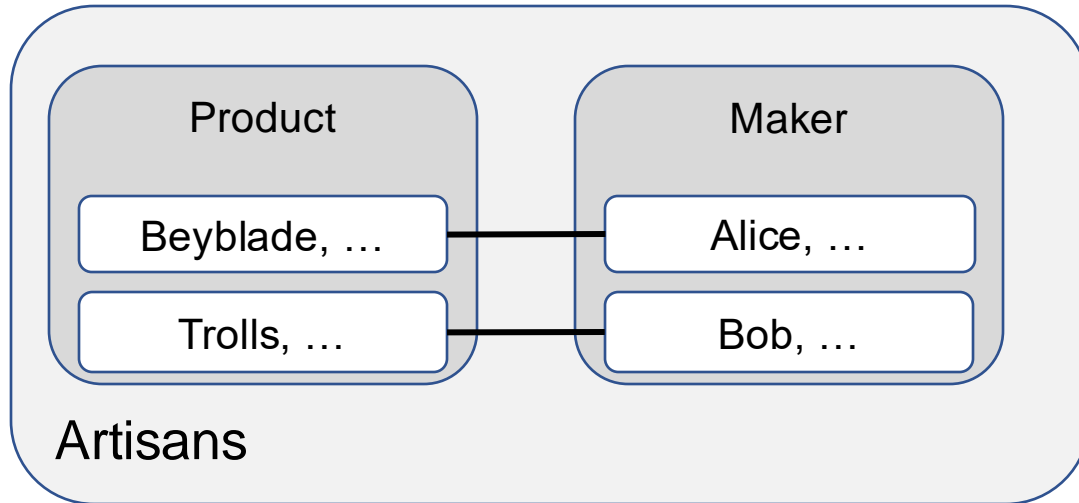 Product
Maker
Beyblade, …
Alice, …
Trolls, …
Bob, …
Artisans